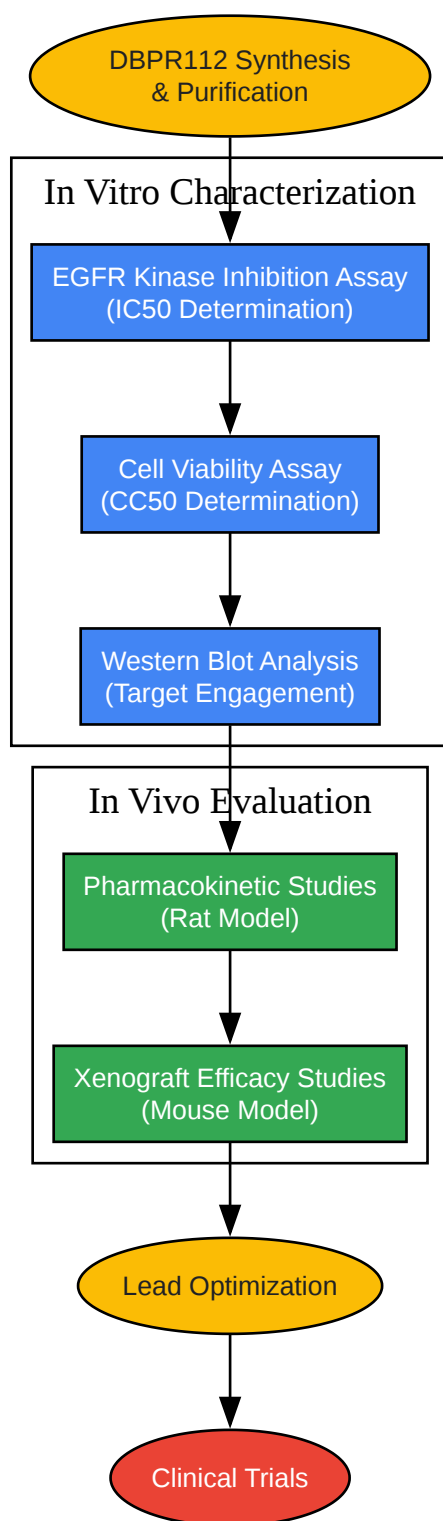 DBPR112 Synthesis
& Purification
In Vitro Characterization
EGFR Kinase Inhibition Assay
(IC50 Determination)
Cell Viability Assay
(CC50 Determination)
Western Blot Analysis
(Target Engagement)
In Vivo Evaluation
Pharmacokinetic Studies
(Rat Model)
Xenograft Efficacy Studies
(Mouse Model)
Lead Optimization
Clinical Trials